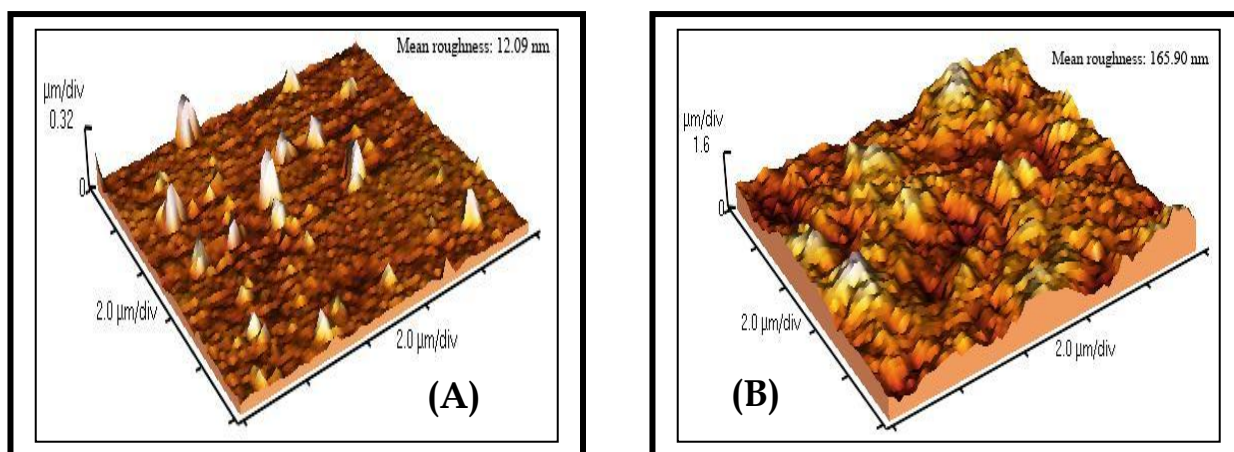 Mean roughness: 12.09 nm
µm/div
0.32
0
2.0 µm/div
2.0 µm/div
(A)
Mean roughness: 165.90 nm
µm/div
1.6
0
2.0 µm/div
2.0 µm/div
(B)